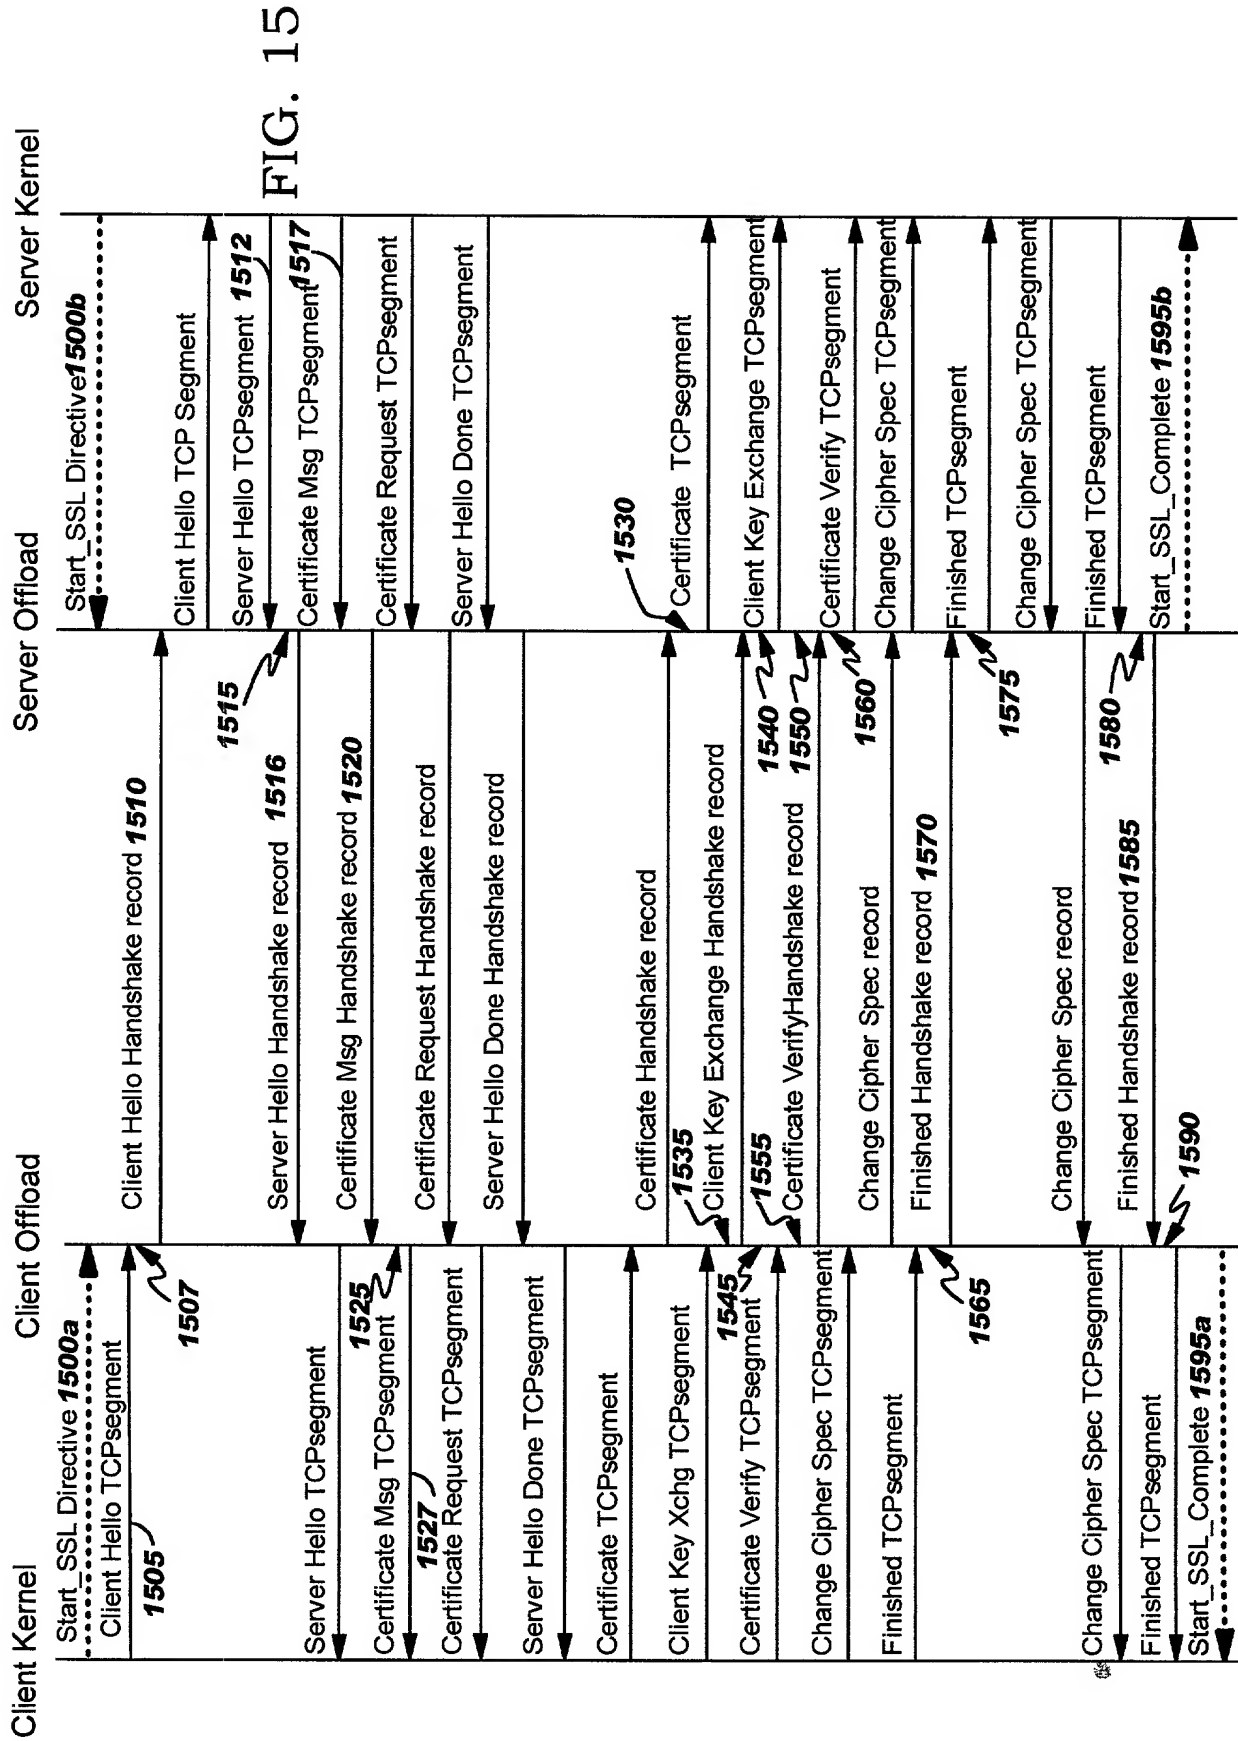 Client Kernel
Client Offload
Server Offload
Server Kernel
Start_SSL Directive 1500a
Start_SSL Directive1500b
Client Hello TCPsegment
1505
1507
Client Hello Handshake record 1510
Client Hello TCP Segment
Server Hello TCPsegment 1512
1515
Server Hello Handshake record 1516
Certificate Msg TCPsegment 1517
Server Hello TCPsegment
Certificate Msg Handshake record 1520
Certificate Request TCPsegment
1525
Certificate Msg TCPsegment
1527
Certificate Request Handshake record
Server Hello Done TCPsegment
Certificate Request TCPsegment
Server Hello Done Handshake record
Server Hello Done TCPsegment
Certificate TCPsegment
Certificate Handshake record
1530
Certificate TCPsegment
Client Key Xchg TCPsegment
1535
Client Key Exchange Handshake record
1540
Client Key Exchange TCPsegment
1545
Certificate Verify TCPsegment
1550
1555
Certificate VerifyHandshake record
1560
Certificate Verify TCPsegment
Change Cipher Spec TCPsegment
Change Cipher Spec record
Change Cipher Spec TCPsegment
Finished TCPsegment
1565
Finished Handshake record 1570
1575
Finished TCPsegment
Change Cipher Spec TCPsegment
Change Cipher Spec record
Change Cipher Spec TCPsegment
Finished TCPsegment
1580
Finished Handshake record 1585
1590
Finished TCPsegment
Start_SSL_Complete 1595a
Start_SSL_Complete 1595b
FIG. 15